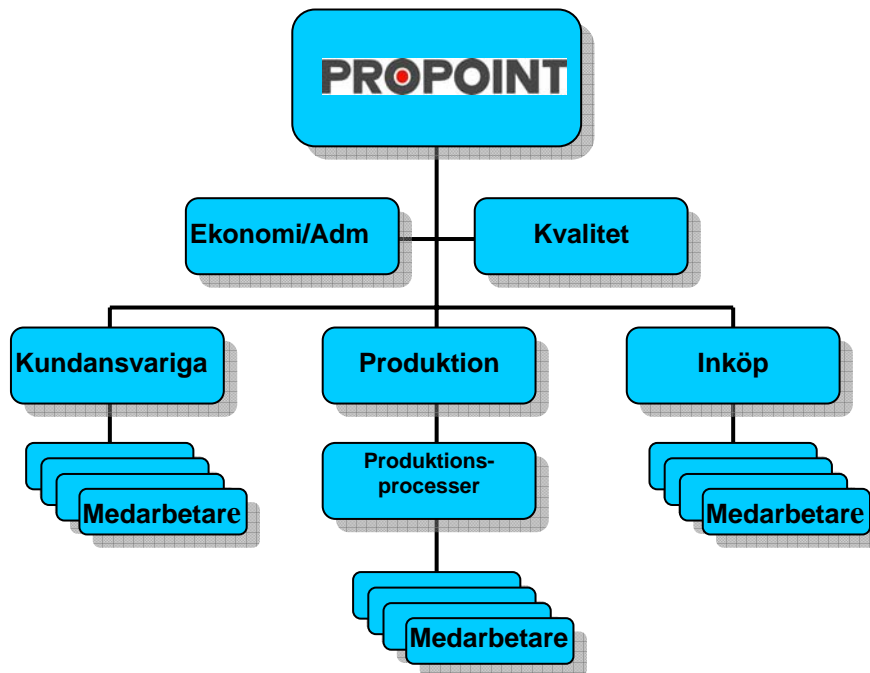 PROPOINT
Ekonomi/Adm
Kvalitet
Kundansvariga
Produktion
Inköp
Produktions-
processer
Medarbetare
Medarbetare
Medarbetare